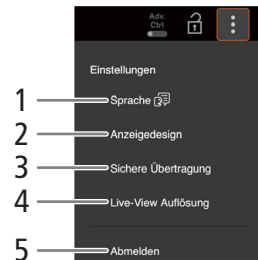 Adv.
Ctrl
Einstellungen
1 Sprache
2 Anzeigedesign
3 Sichere Übertragung
4 Live-View Auflösung
5 Abmelden